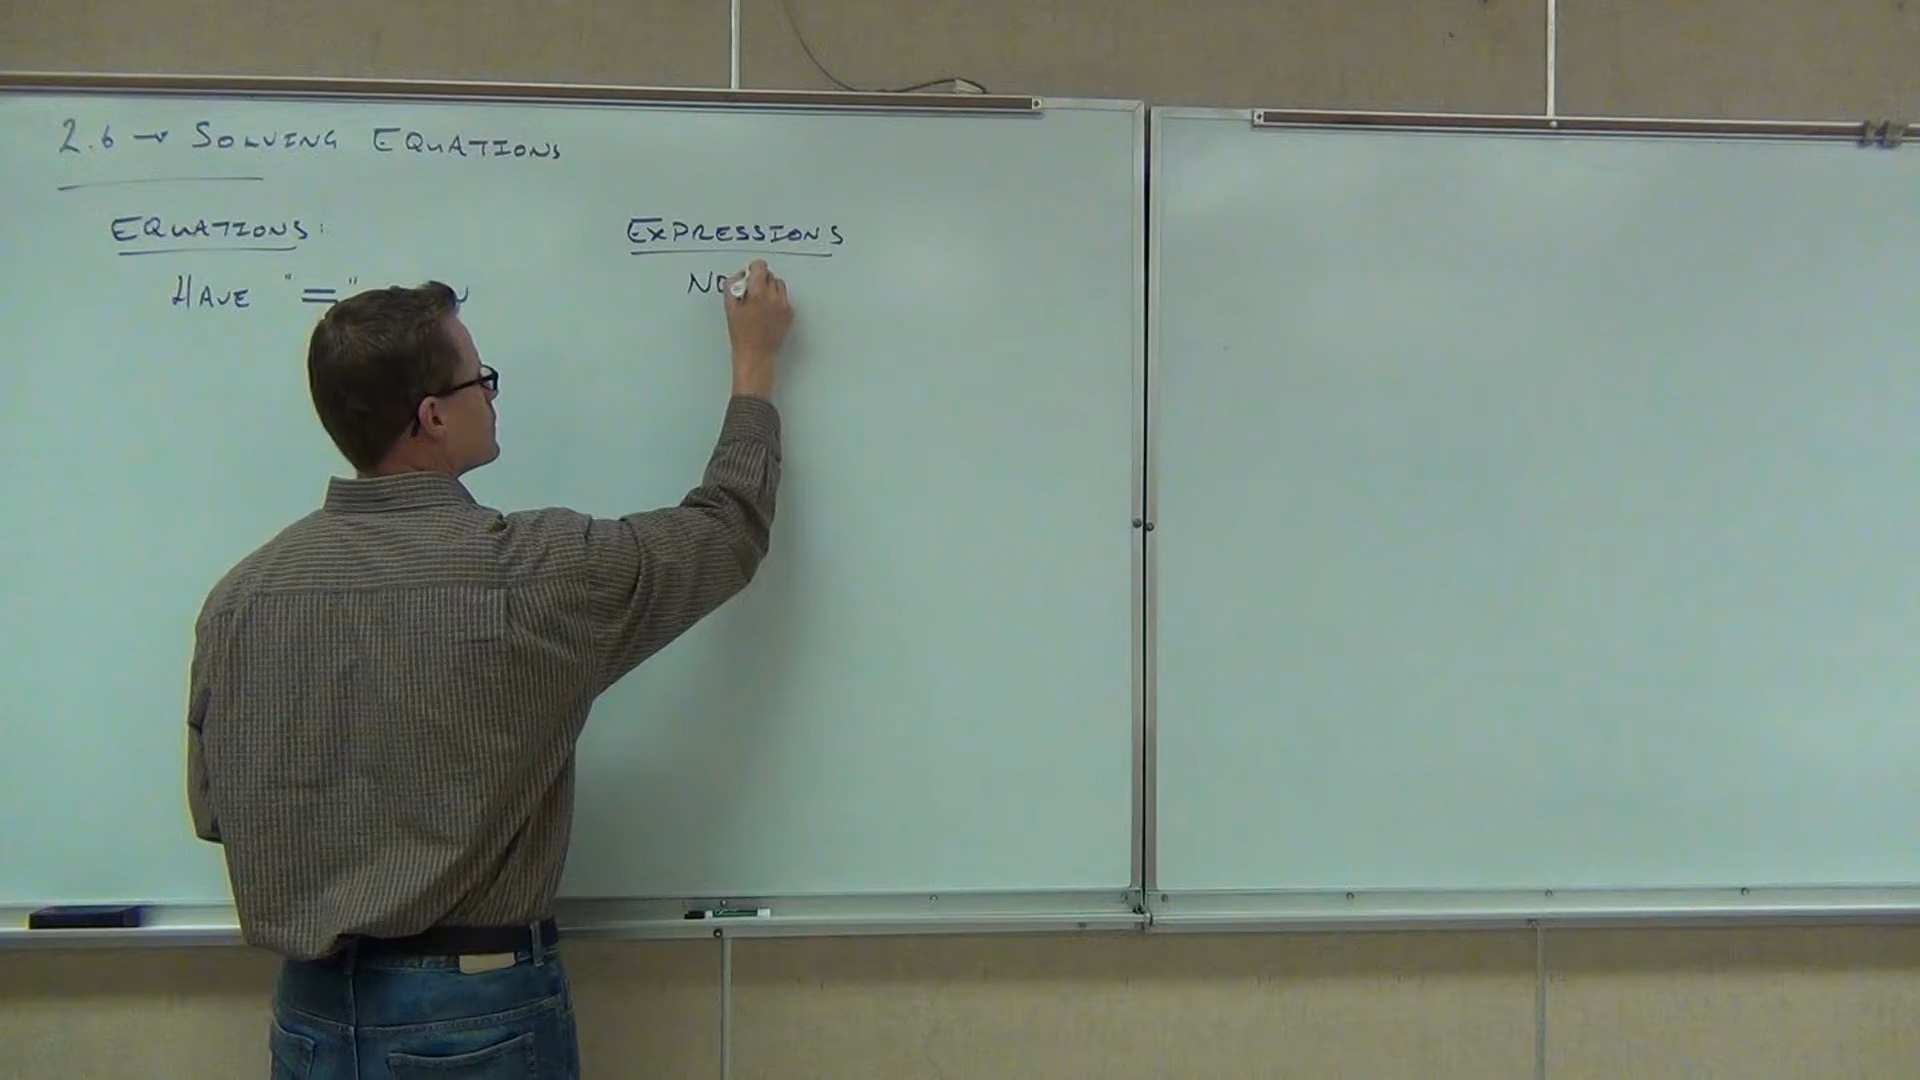 2.6 → SOLVING EQUATIONS
EQUATIONS:
HAVE "="
EXPRESSIONS
NO